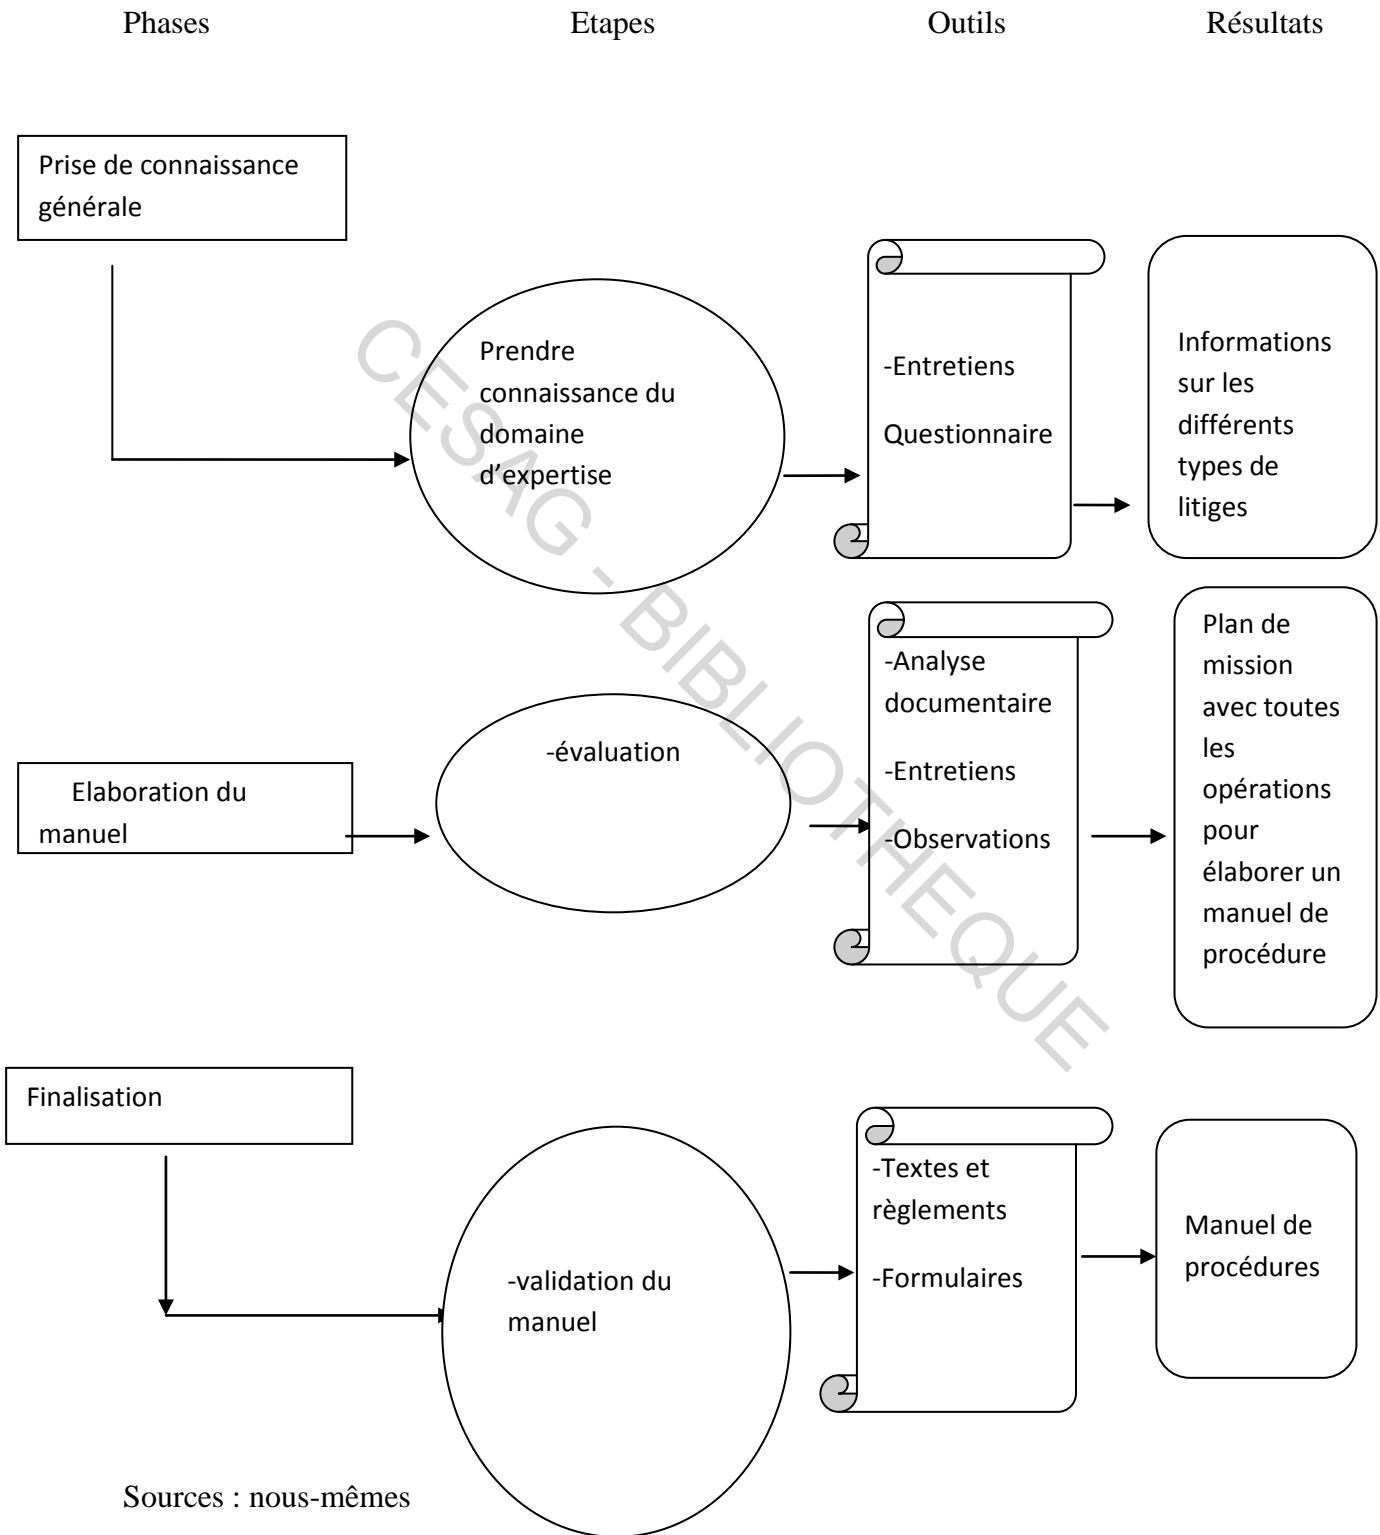 Phases Etapes Outils Résultats
Prise de connaissance
générale
Prendre
connaissance du
domaine
d’expertise
-Entretiens
Questionnaire
Informations
sur les
différents
types de
litiges
Elaboration du
manuel
-évaluation
-Analyse
documentaire
-Entretiens
-Observations
Plan de
mission
avec toutes
les
opérations
pour
élaborer un
manuel de
procédure
Finalisation
-validation du
manuel
-Textes et
règlements
-Formulaires
Manuel de
procédures
Sources : nous-mêmes
CESAG - BIBLIOTHEQUE